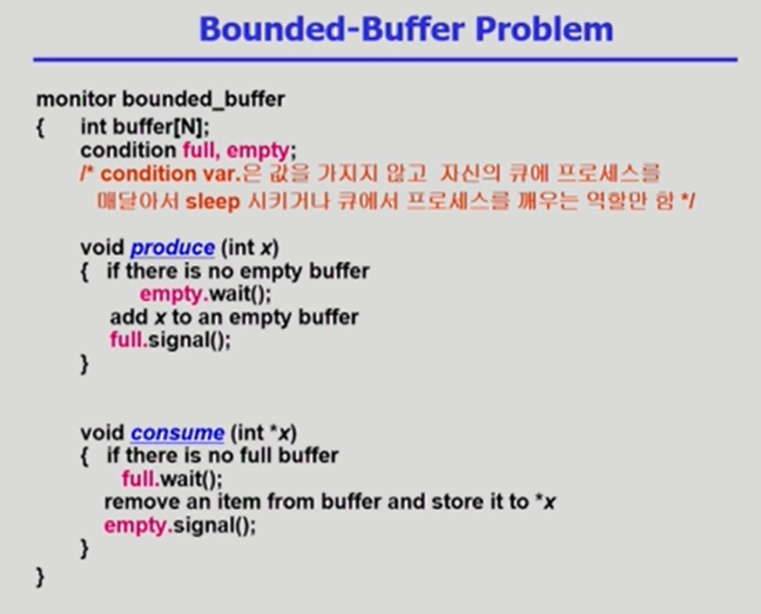 Bounded-Buffer Problem
monitor bounded_buffer
{ int buffer[N];
condition full, empty;
/* condition var.은 값을 가지지 않고 자신의 큐에 프로세스를
매달아서 sleep 시키거나 큐에서 프로세스를 깨우는 역할만 함 */
void produce (int x)
{ if there is no empty buffer
empty.wait();
add x to an empty buffer
full.signal();
}
void consume (int *x)
{ if there is no full buffer
full.wait();
remove an item from buffer and store it to *x
empty.signal();
}
}